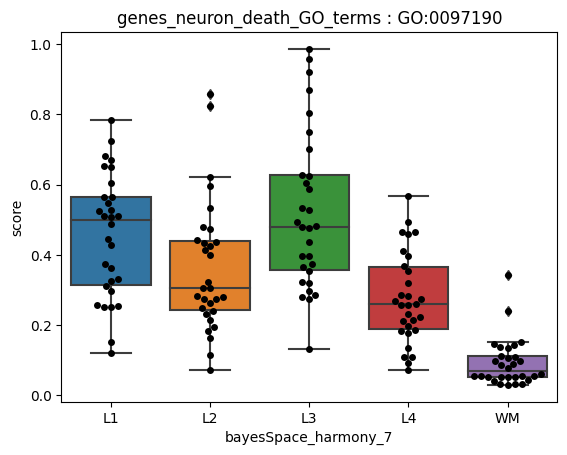 genes_neuron_death_GO_terms : GO:0097190
1.0
0.8
0.6
0.4
0.2
0.0
score
L1 L2 L3 L4 WM
bayesSpace_harmony_7